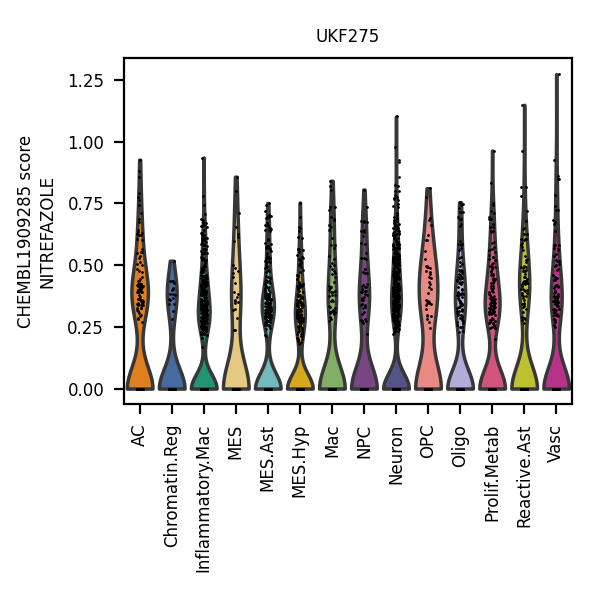 UKF275
CHEMBL1909285 score
NITREFAZOLE
1.25
1.00
0.75
0.50
0.25
0.00
AC
Chromatin.Reg
Inflammatory.Mac
MES
MES.Ast
MES.Hyp
Mac
NPC
Neuron
OPC
Oligo
Prolif.Metab
Reactive.Ast
Vasc